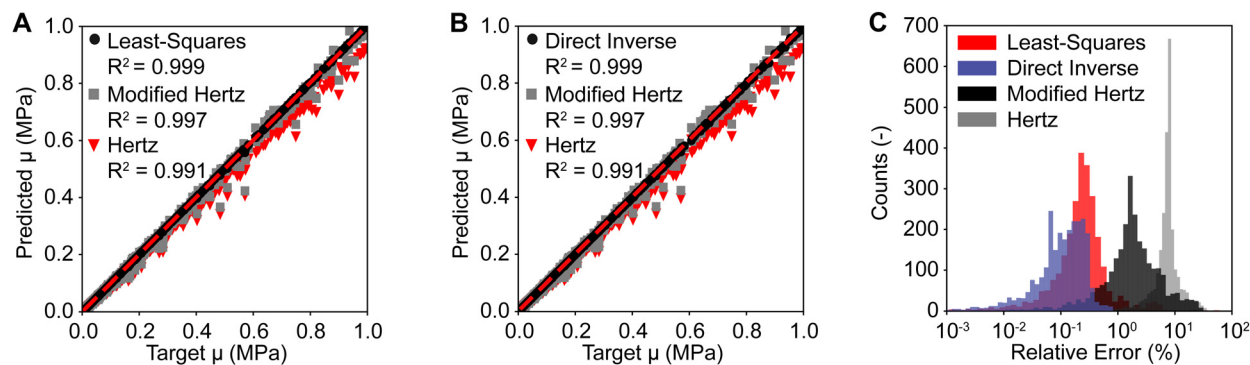 A
1.0
0.8
0.6
0.4
0.2
0.0
Predicted μ (MPa)
Least-Squares
R² = 0.999
Modified Hertz
R² = 0.997
Hertz
R² = 0.991
0.0 0.2 0.4 0.6 0.8 1.0
Target μ (MPa)
B
1.0
0.8
0.6
0.4
0.2
0.0
Predicted μ (MPa)
Direct Inverse
R² = 0.999
Modified Hertz
R² = 0.997
Hertz
R² = 0.991
0.0 0.2 0.4 0.6 0.8 1.0
Target μ (MPa)
C
700
600
500
400
300
200
100
0
Counts (-)
Least-Squares
Direct Inverse
Modified Hertz
Hertz
10⁻³ 10⁻² 10⁻¹ 10⁰ 10¹ 10²
Relative Error (%)